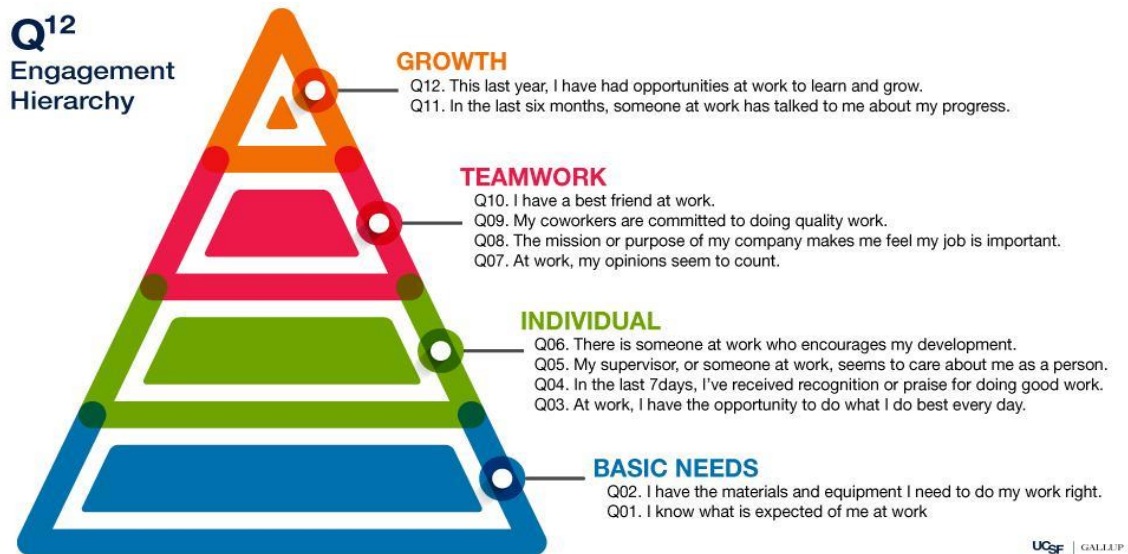 Q12
Engagement
Hierarchy
GROWTH
Q12. This last year, I have had opportunities at work to learn and grow.
Q11. In the last six months, someone at work has talked to me about my progress.
TEAMWORK
Q10. I have a best friend at work.
Q09. My coworkers are committed to doing quality work.
Q08. The mission or purpose of my company makes me feel my job is important.
Q07. At work, my opinions seem to count.
INDIVIDUAL
Q06. There is someone at work who encourages my development.
Q05. My supervisor, or someone at work, seems to care about me as a person.
Q04. In the last 7days, I've received recognition or praise for doing good work.
Q03. At work, I have the opportunity to do what I do best every day.
BASIC NEEDS
Q02. I have the materials and equipment I need to do my work right.
Q01. I know what is expected of me at work
UCSF | GALLUP